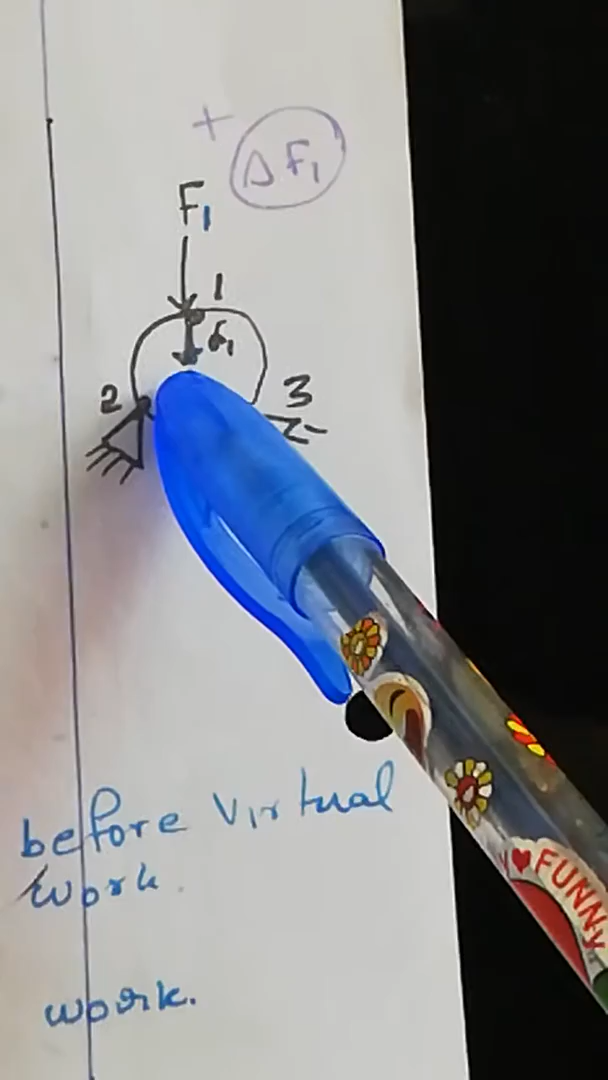 + ΔF₁
F₁
1
δ₁
2
3
before Virtual
Work.
work.
FUNNY